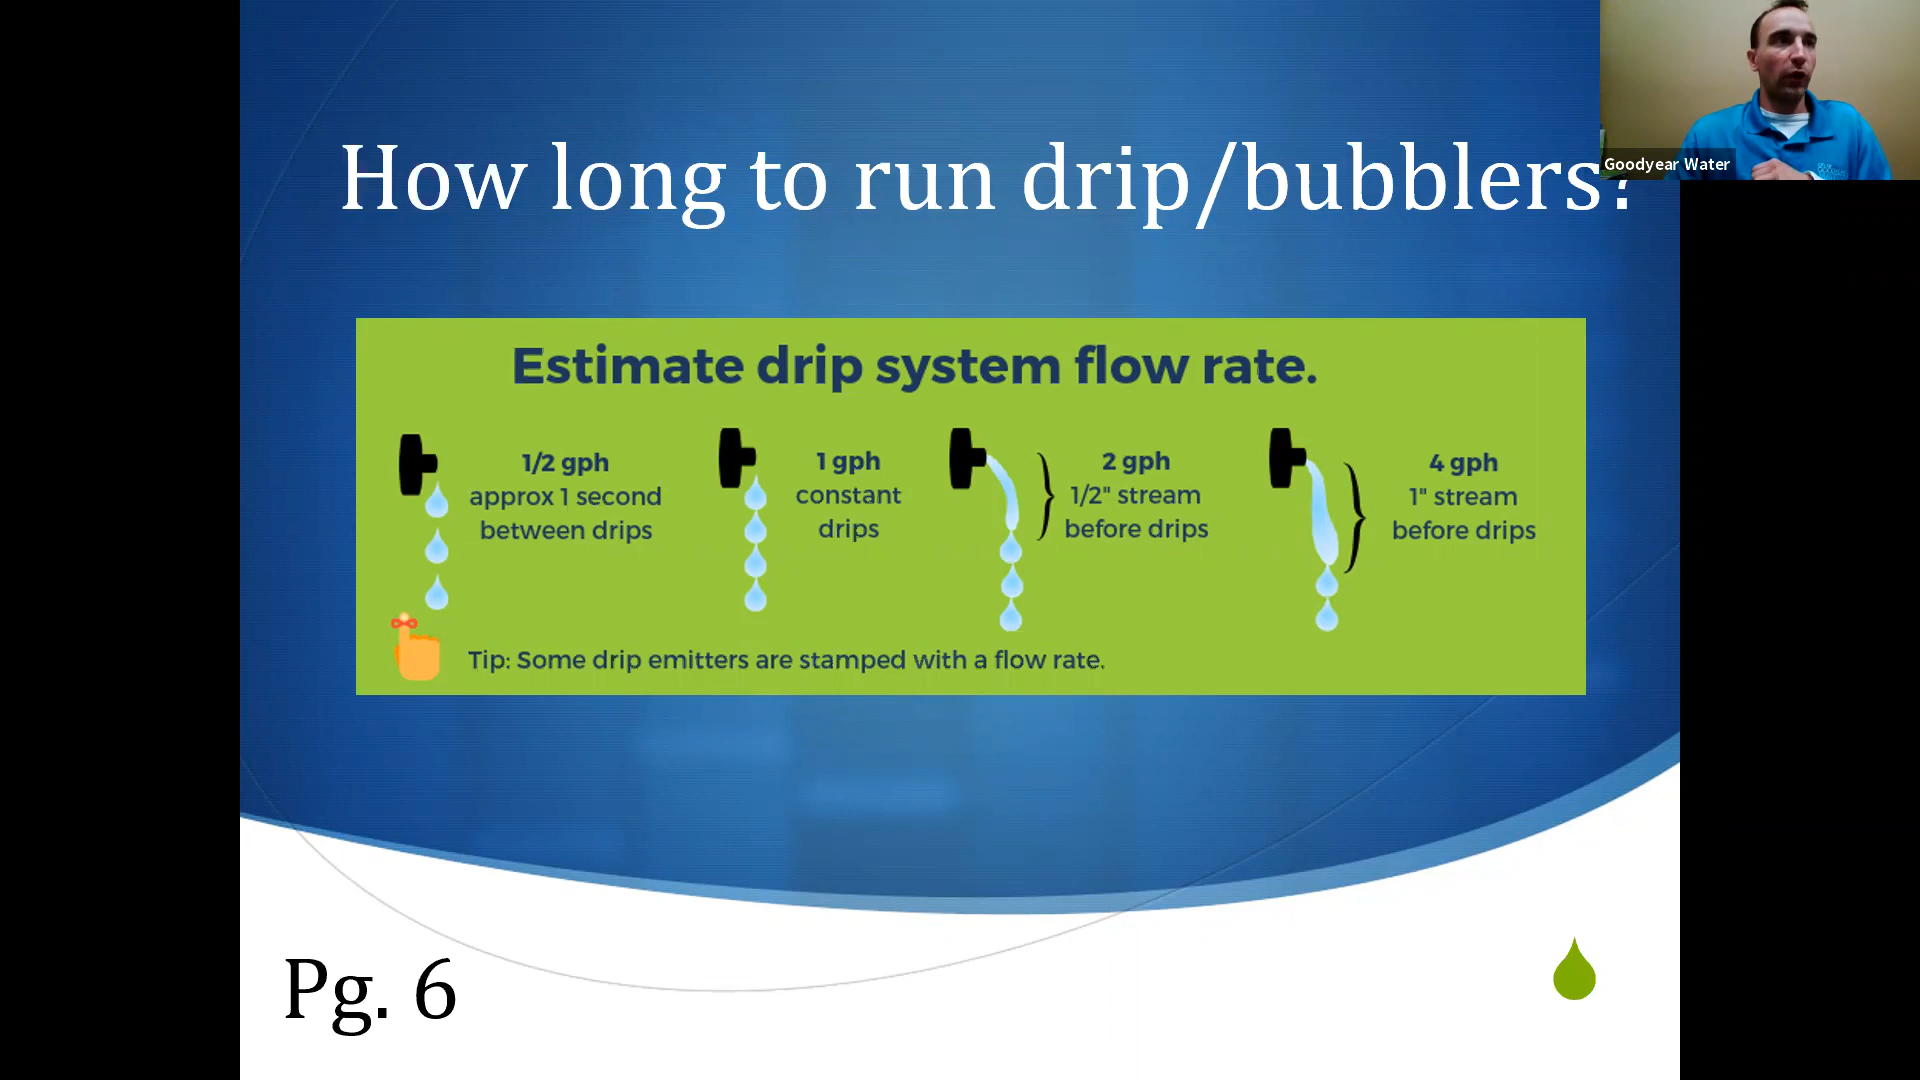 How long to run drip/bubblers?
Goodyear Water
Estimate drip system flow rate.
1/2 gph
approx 1 second
between drips
1 gph
constant
drips
2 gph
1/2" stream
before drips
4 gph
1" stream
before drips
Tip: Some drip emitters are stamped with a flow rate.
Pg. 6